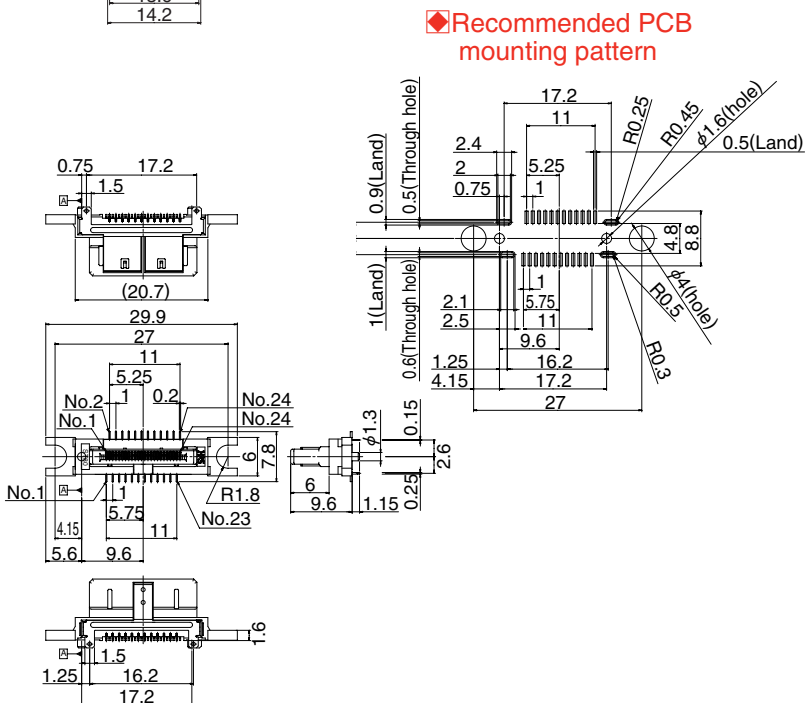 14.2
Recommended PCB
mounting pattern
17.2
11
2.4
2
5.25
0.75
1
0.9(Land)
0.5(Through hole)
R0.25
R0.45
φ1.6(hole)
0.5(Land)
4.8
8.8
1(Land)
0.6(Through hole)
1
2.1
5.75
2.5
11
9.6
1.25
16.2
4.15
17.2
27
φ4(hole)
R0.5
R0.3
0.75
17.2
1.5
A
(20.7)
29.9
27
11
5.25
1
0.2
No.2
No.24
No.1
No.24
6
7.8
No.1
A
1
R1.8
5.75
No.23
4.15
11
5.6
9.6
φ1.3
0.15
2.6
6
9.6
1.15
0.25
1.6
A
1.5
1.25
16.2
17.2